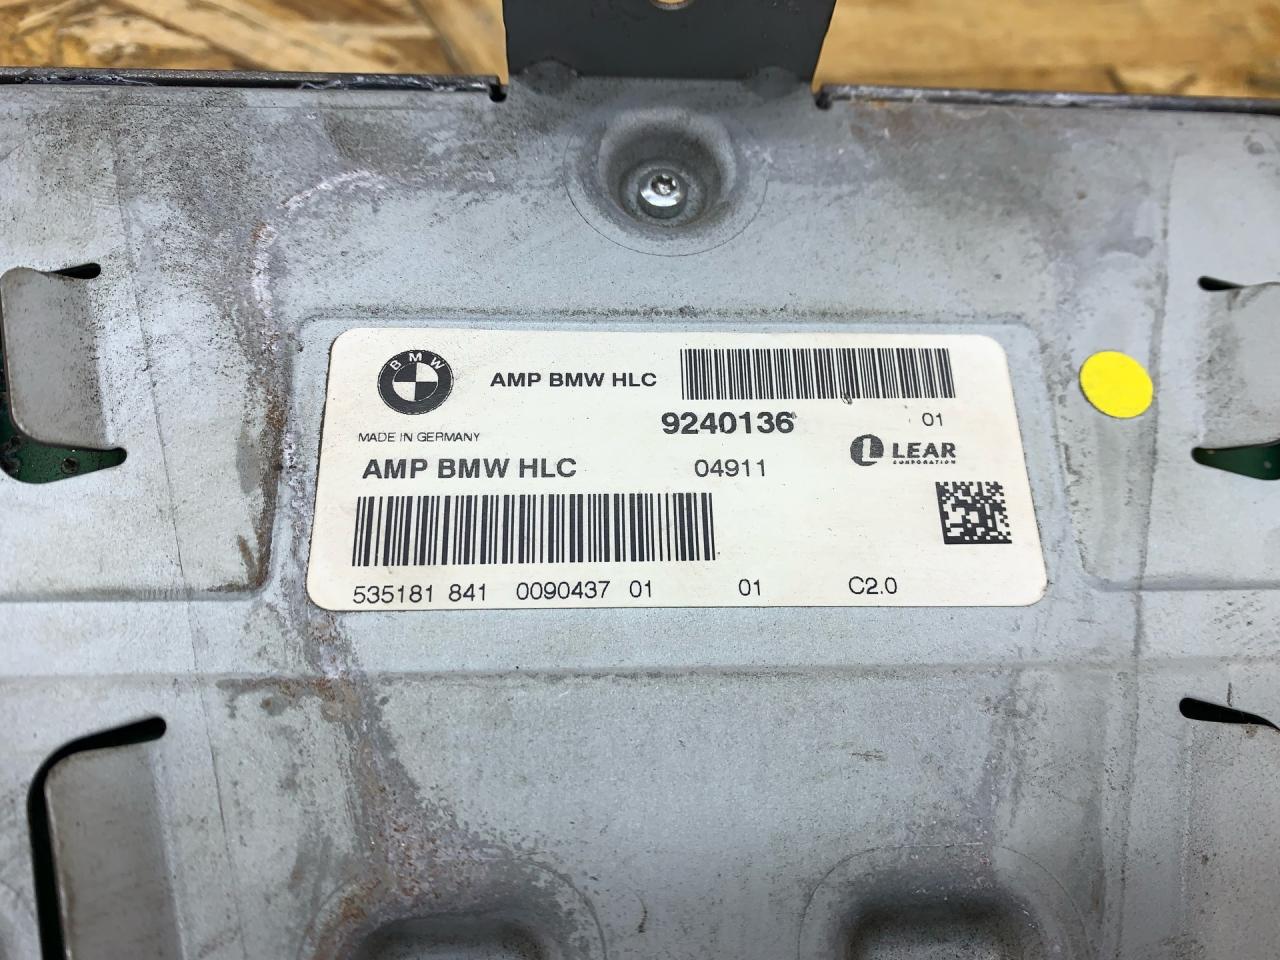 BMW
AMP BMW HLC
9240136 01
MADE IN GERMANY
LEAR
CORPORATION
AMP BMW HLC 04911
535181 841 0090437 01 01 C2.0